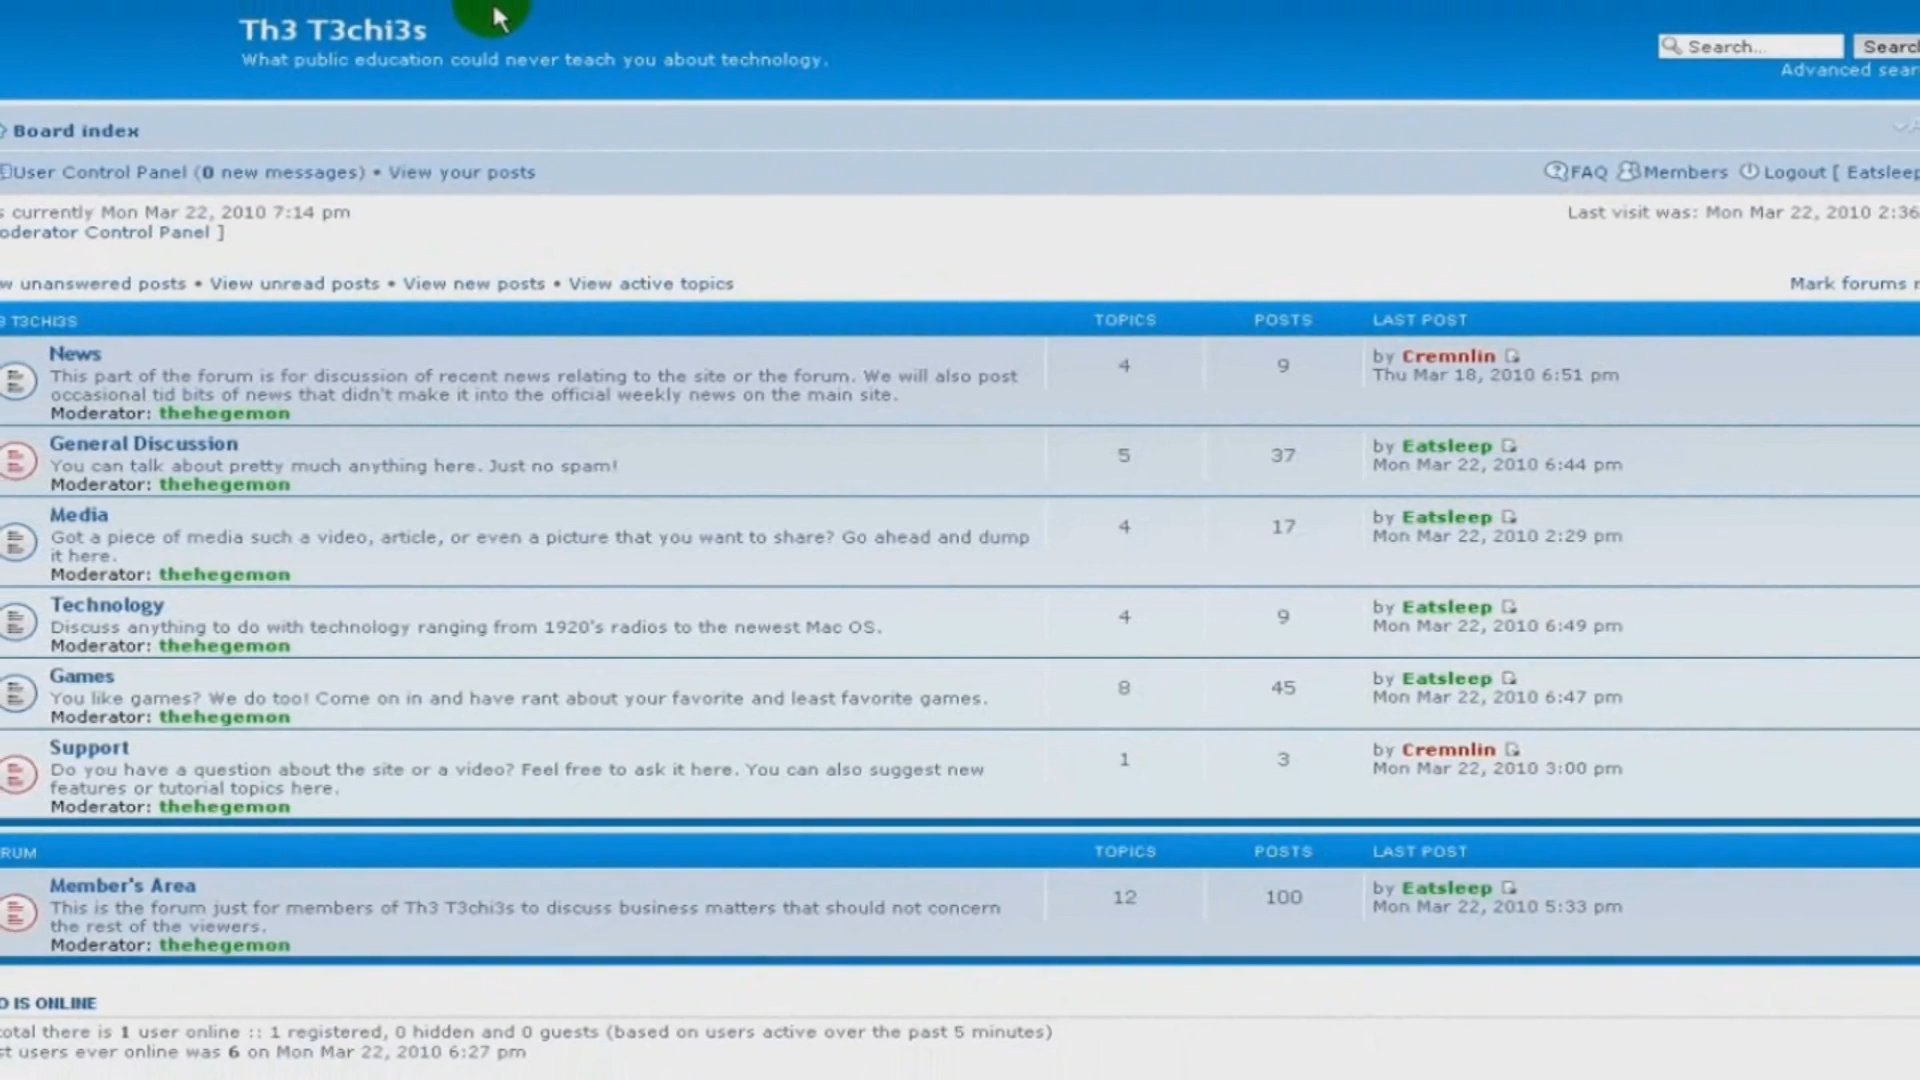 Th3 T3chi3s
What public education could never teach you about technology.
Search...
Advanced sear
Board index
User Control Panel (0 new messages) • View your posts
FAQ Members Logout [ Eatsleep
s currently Mon Mar 22, 2010 7:14 pm
Last visit was: Mon Mar 22, 2010 2:36
oderator Control Panel ]
w unanswered posts • View unread posts • View new posts • View active topics
Mark forums r
3 T3CHI3S TOPICS POSTS LAST POST
News
This part of the forum is for discussion of recent news relating to the site or the forum. We will also post
occasional tid bits of news that didn't make it into the official weekly news on the main site.
Moderator: thehegemon
4 9
by Cremnlin
Thu Mar 18, 2010 6:51 pm
General Discussion
You can talk about pretty much anything here. Just no spam!
Moderator: thehegemon
5 37
by Eatsleep
Mon Mar 22, 2010 6:44 pm
Media
Got a piece of media such a video, article, or even a picture that you want to share? Go ahead and dump
it here.
Moderator: thehegemon
4 17
by Eatsleep
Mon Mar 22, 2010 2:29 pm
Technology
Discuss anything to do with technology ranging from 1920's radios to the newest Mac OS.
Moderator: thehegemon
4 9
by Eatsleep
Mon Mar 22, 2010 6:49 pm
Games
You like games? We do too! Come on in and have rant about your favorite and least favorite games.
Moderator: thehegemon
8 45
by Eatsleep
Mon Mar 22, 2010 6:47 pm
Support
Do you have a question about the site or a video? Feel free to ask it here. You can also suggest new
features or tutorial topics here.
Moderator: thehegemon
1 3
by Cremnlin
Mon Mar 22, 2010 3:00 pm
RUM TOPICS POSTS LAST POST
Member's Area
This is the forum just for members of Th3 T3chi3s to discuss business matters that should not concern
the rest of the viewers.
Moderator: thehegemon
12 100
by Eatsleep
Mon Mar 22, 2010 5:33 pm
O IS ONLINE
total there is 1 user online :: 1 registered, 0 hidden and 0 guests (based on users active over the past 5 minutes)
st users ever online was 6 on Mon Mar 22, 2010 6:27 pm